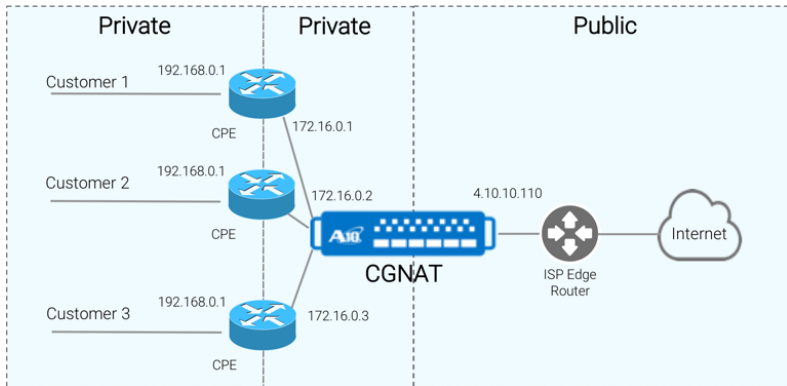 Private
Private
Public
Customer 1
192.168.0.1
CPE
172.16.0.1
Customer 2
192.168.0.1
CPE
172.16.0.2
4.10.10.110
A10
CGNAT
ISP Edge
Router
Internet
Customer 3
192.168.0.1
CPE
172.16.0.3